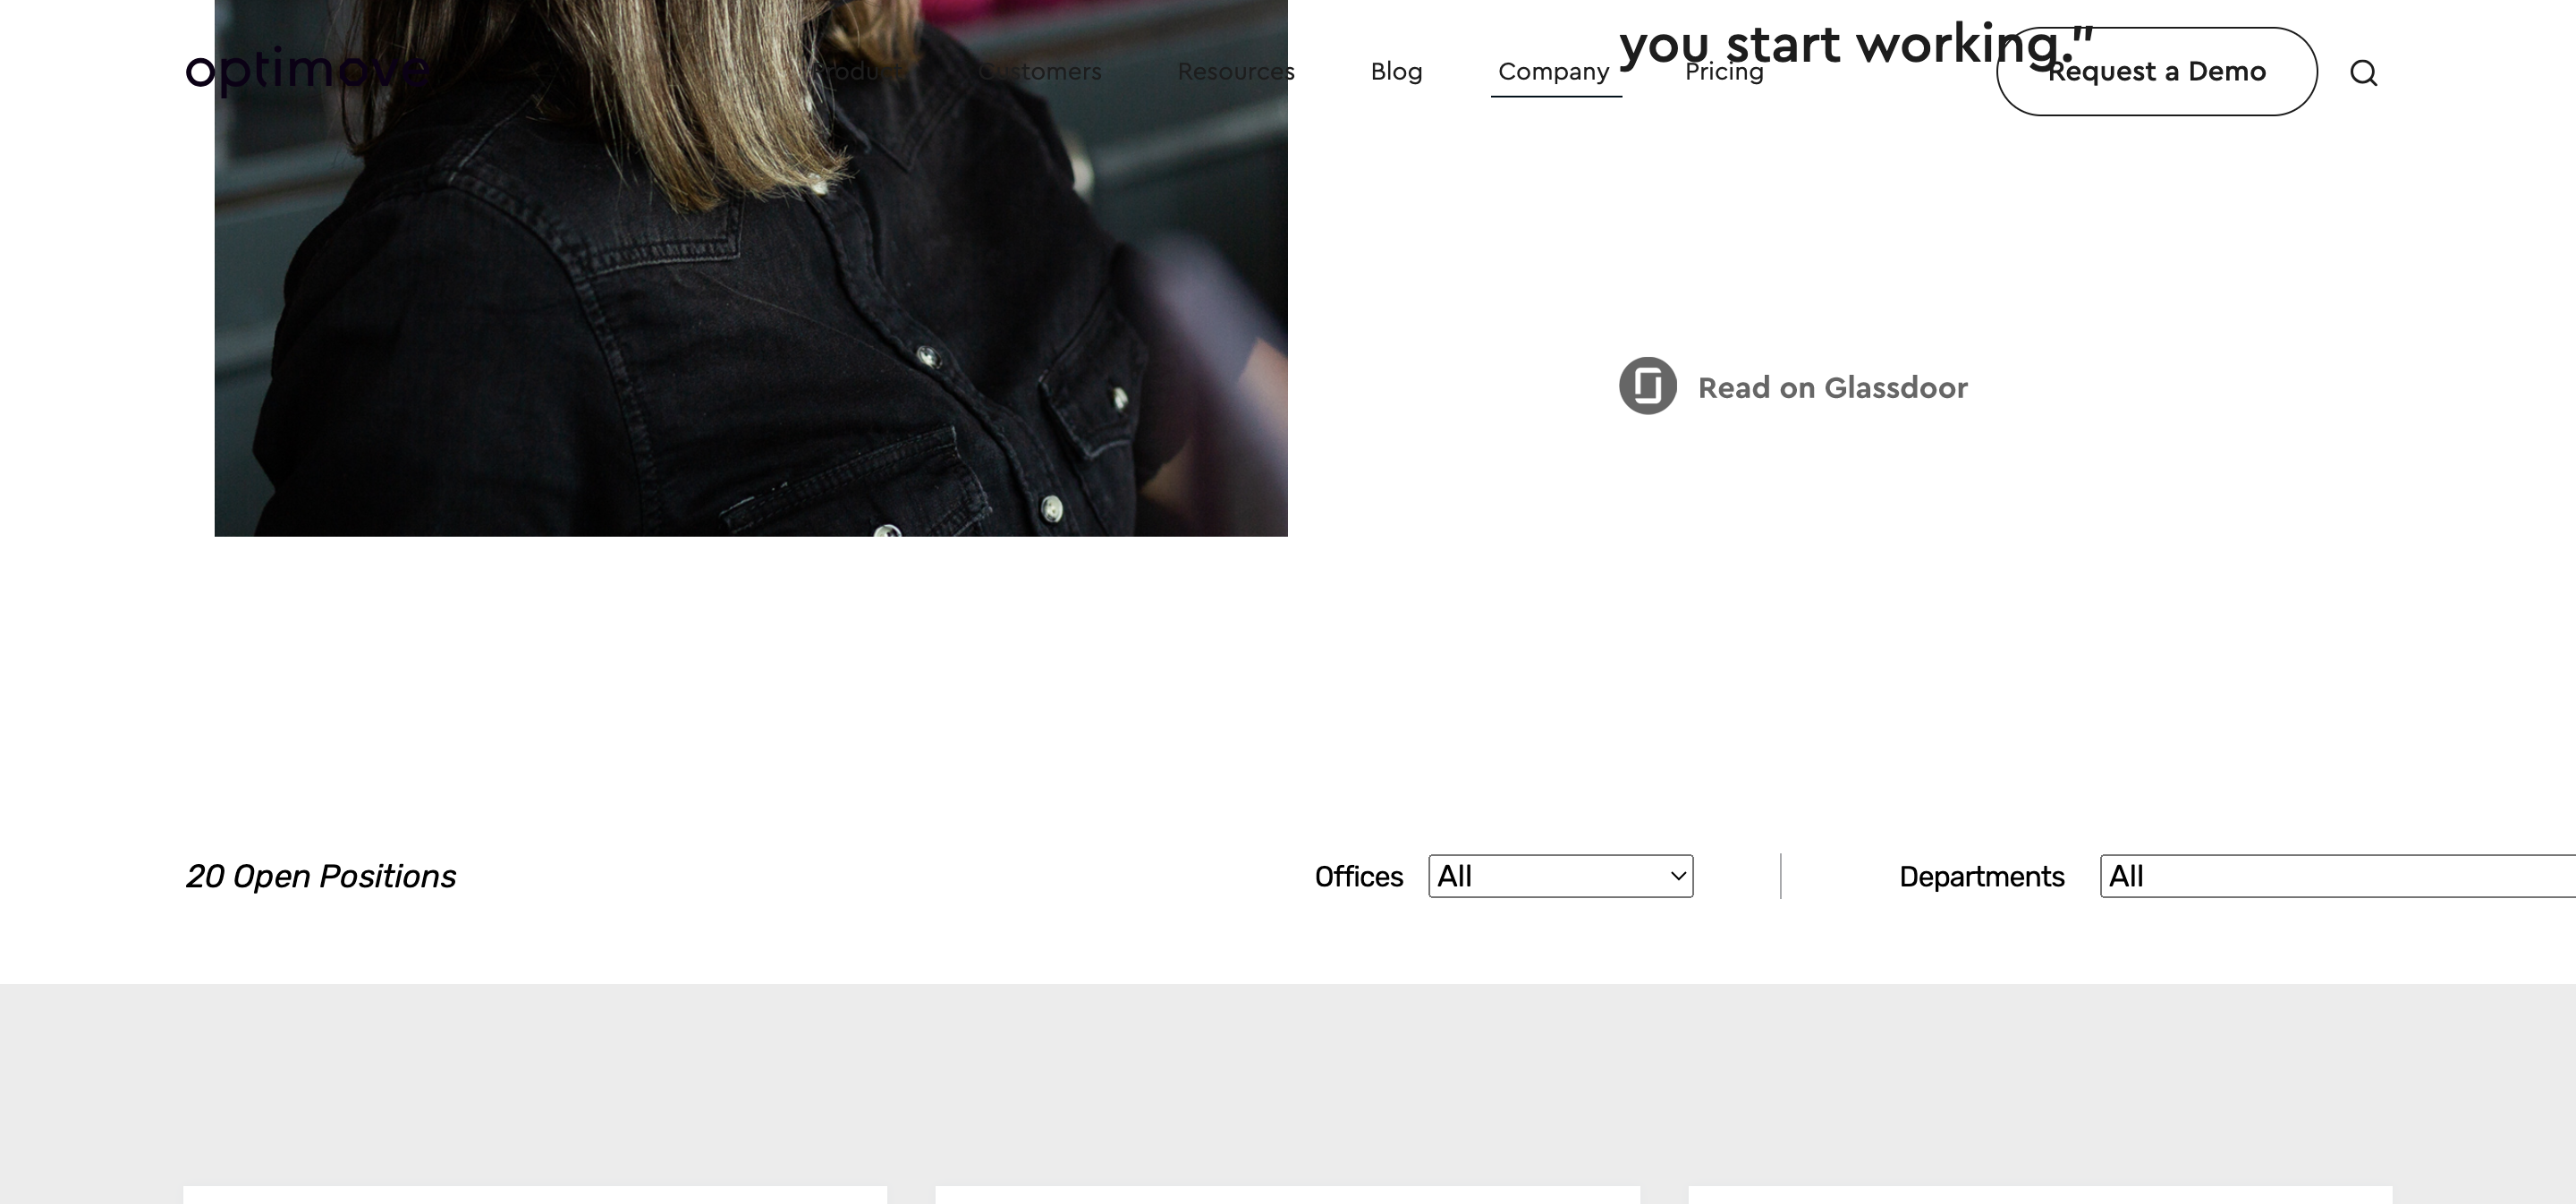 you start working."
optimove
Product
Customers
Resources
Blog
Company
Pricing
Request a Demo
Read on Glassdoor
20 Open Positions
Offices
All
Departments
All